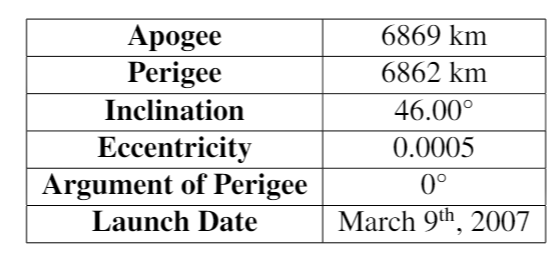 Apogee 6869 km
Perigee 6862 km
Inclination 46.00°
Eccentricity 0.0005
Argument of Perigee 0°
Launch Date March 9th, 2007